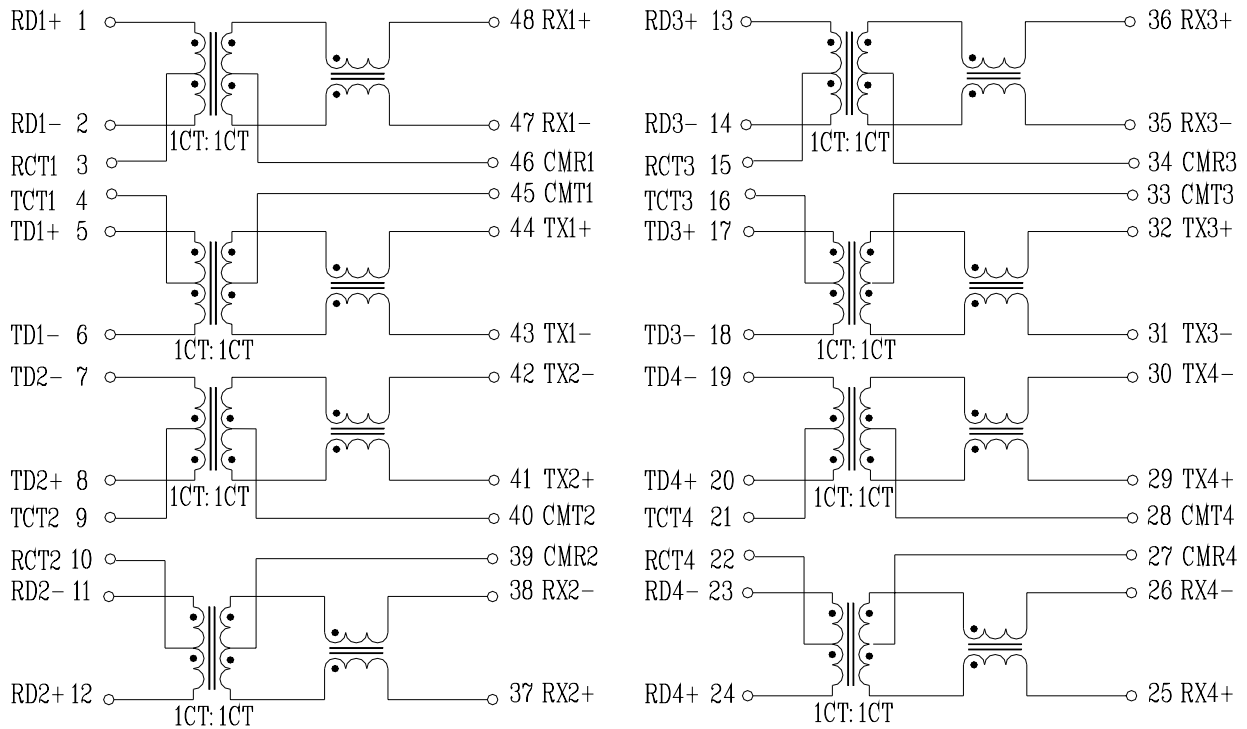 RD1+ 1
48 RX1+
RD1- 2
47 RX1-
1CT: 1CT
RCT1 3
46 CMR1
TCT1 4
45 CMT1
TD1+ 5
44 TX1+
TD1- 6
43 TX1-
1CT: 1CT
TD2- 7
42 TX2-
TD2+ 8
41 TX2+
1CT: 1CT
TCT2 9
40 CMT2
RCT2 10
39 CMR2
RD2- 11
38 RX2-
RD2+ 12
37 RX2+
1CT: 1CT
RD3+ 13
36 RX3+
RD3- 14
35 RX3-
1CT: 1CT
RCT3 15
34 CMR3
TCT3 16
33 CMT3
TD3+ 17
32 TX3+
TD3- 18
31 TX3-
1CT: 1CT
TD4- 19
30 TX4-
TD4+ 20
29 TX4+
1CT: 1CT
TCT4 21
28 CMT4
RCT4 22
27 CMR4
RD4- 23
26 RX4-
RD4+ 24
25 RX4+
1CT: 1CT